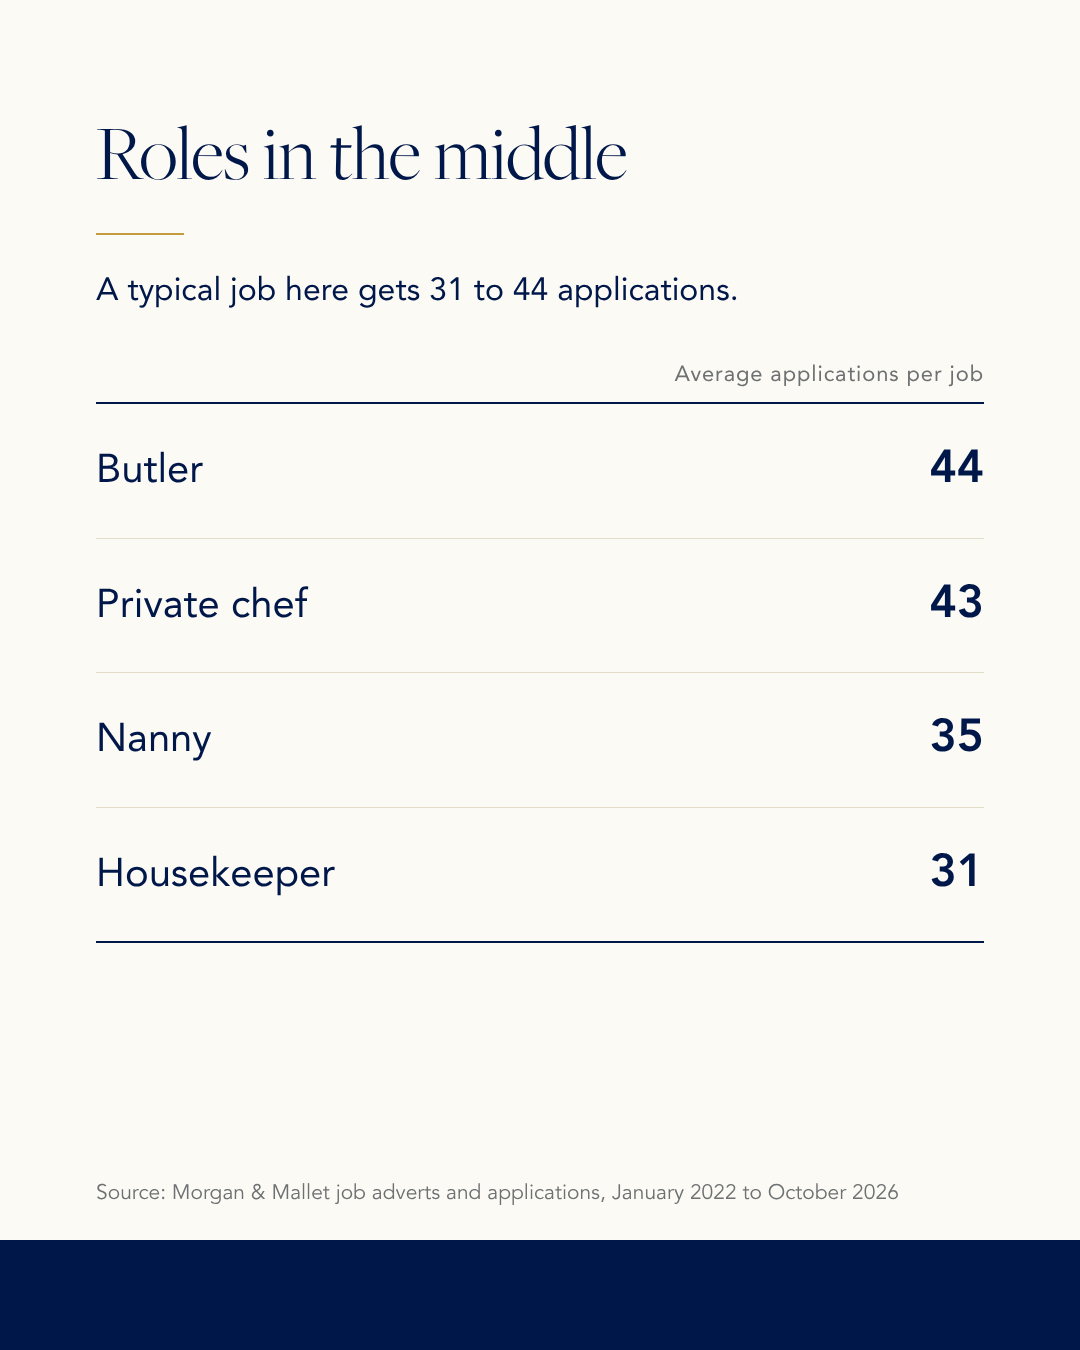 Roles in the middle
A typical job here gets 31 to 44 applications.
Average applications per job
Butler 44
Private chef 43
Nanny 35
Housekeeper 31
Source: Morgan & Mallet job adverts and applications, January 2022 to October 2026